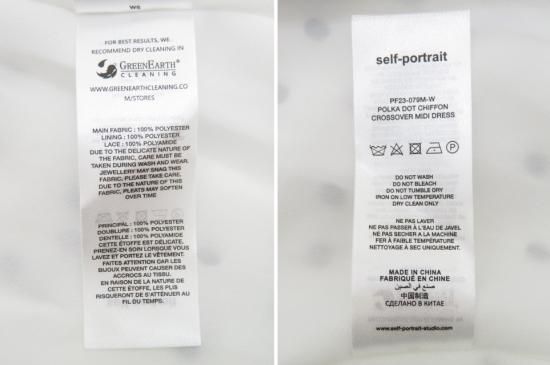 W6
FOR BEST RESULTS, WE
RECOMMEND DRY CLEANING IN
GREENEARTH®
CLEANING
WWW.GREENEARTHCLEANING.CO
M/STORES
MAIN FABRIC : 100% POLYESTER
LINING : 100% POLYESTER
LACE : 100% POLYAMIDE
DUE TO THE DELICATE NATURE OF
THE FABRIC, CARE MUST BE
TAKEN DURING WASH AND WEAR.
JEWELLERY MAY SNAG THIS
FABRIC, PLEASE TAKE CARE.
DUE TO THE NATURE OF THIS
FABRIC, PLEATS MAY SOFTEN
OVER TIME
PRINCIPAL : 100% POLYESTER
DOUBLURE : 100% POLYESTER
DENTELLE : 100% POLYAMIDE
CETTE ÉTOFFE EST DÉLICATE,
PRENEZ-EN SOIN LORSQUE VOUS
LAVEZ ET PORTEZ LE VÊTEMENT.
FAITES ATTENTION CAR LES
BIJOUX PEUVENT CAUSER DES
ACCROCS AU TISSU.
EN RAISON DE LA NATURE DE
CETTE ÉTOFFE, LES PLIS
RISQUERONT DE S'ATTÉNUER AU
FIL DU TEMPS.
self-portrait
PF23-079M-W
POLKA DOT CHIFFON
CROSSOVER MIDI DRESS
DO NOT WASH
DO NOT BLEACH
DO NOT TUMBLE DRY
IRON ON LOW TEMPERATURE
DRY CLEAN ONLY
NE PAS LAVER
NE PAS PASSER À L'EAU DE JAVEL
NE PAS SECHER A LA MACHINE
FER À FAIBLE TEMPÉRATURE
NETTOYAGE À SEC UNIQUEMENT.
MADE IN CHINA
FABRIQUÉ EN CHINE
صنع في الصين
中国制造
СДЕЛАНО В КИТАЕ
www.self-portrait-studio.com